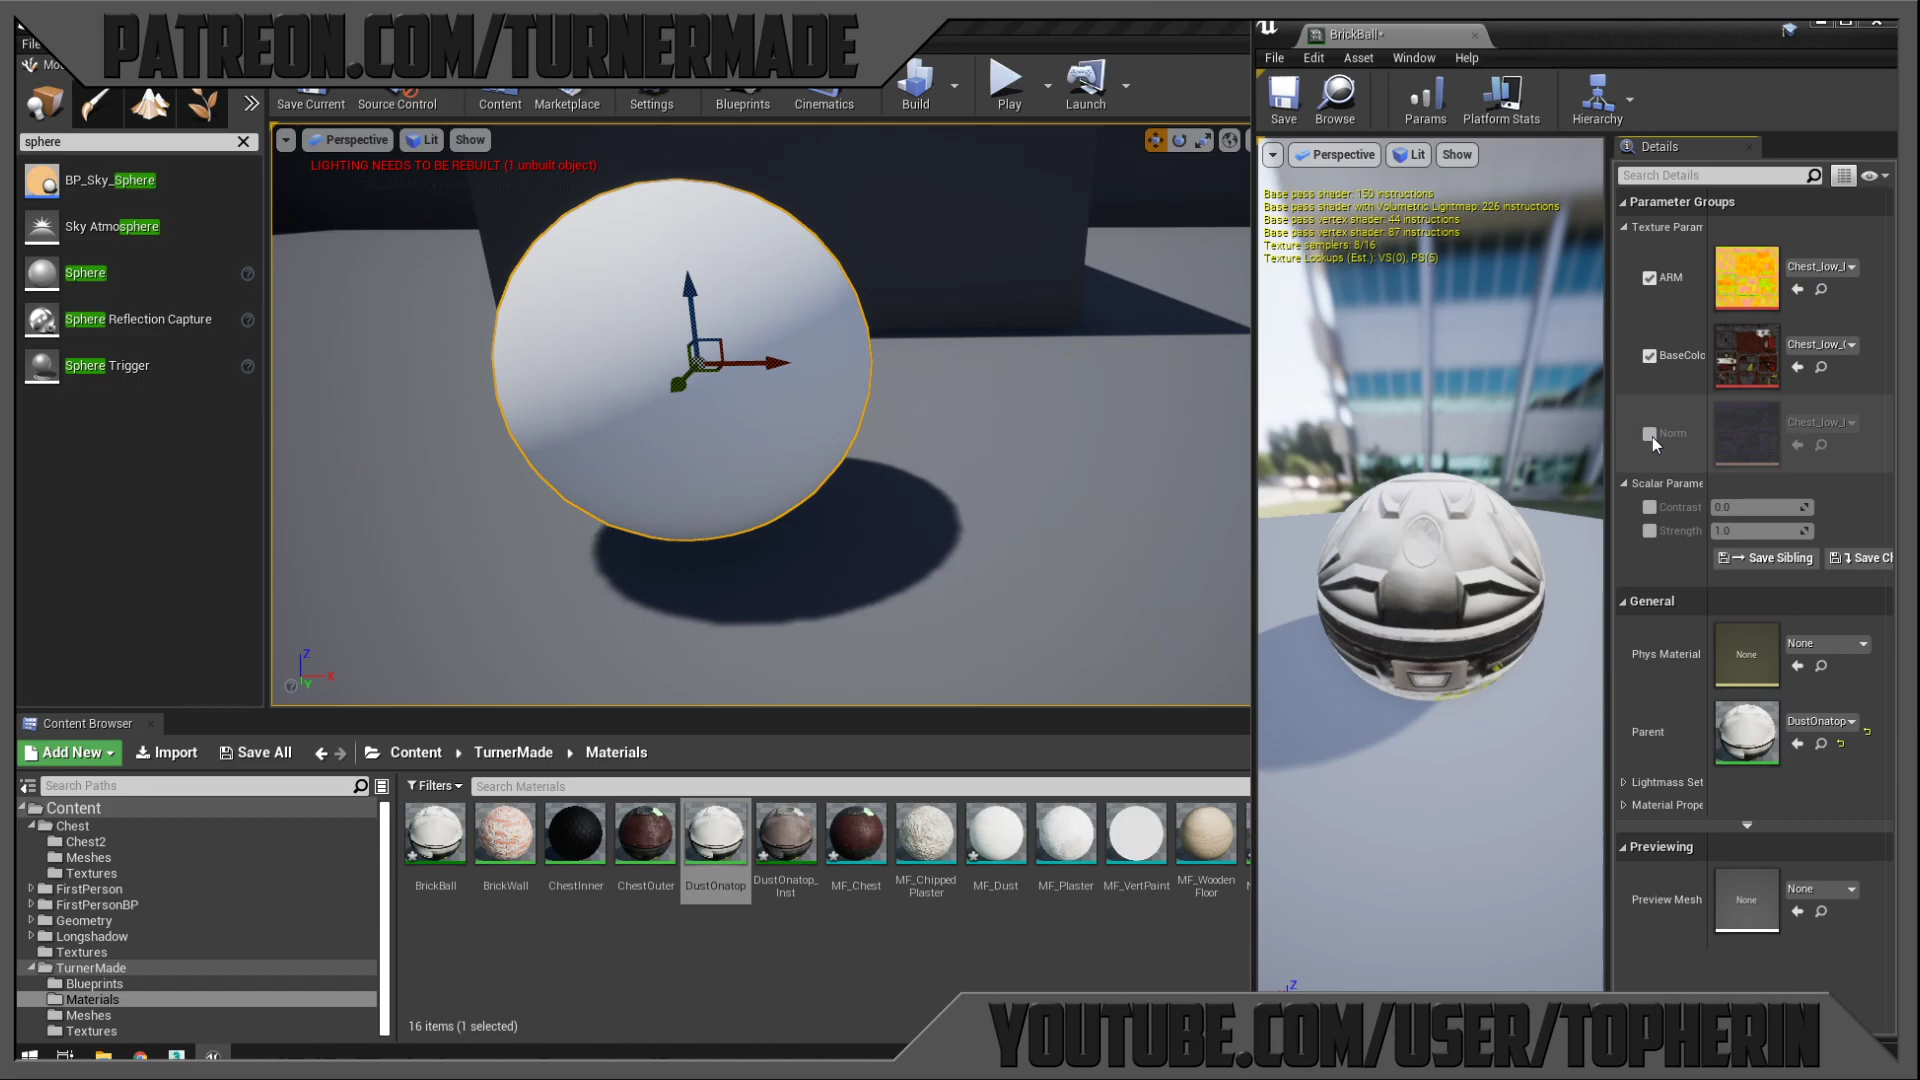 PATREON.COM/TURNERMADE
File
Mo
Save Current
Source Control
Content
Marketplace
Settings
Blueprints
Cinematics
Build
Play
Launch
sphere
BP_Sky_Sphere
Sky Atmosphere
Sphere
Sphere Reflection Capture
Sphere Trigger
Perspective
Lit
Show
LIGHTING NEEDS TO BE REBUILT (1 unbuilt object)
Z
X
Y
BrickBall*
File
Edit
Asset
Window
Help
Save
Browse
Params
Platform Stats
Hierarchy
Perspective
Lit
Show
Base pass shader: 150 instructions
Base pass shader with Volumetric Lightmap: 226 instructions
Base pass vertex shader: 44 instructions
Base pass vertex shader: 87 instructions
Texture samplers: 8/16
Texture Lookups (Est.): VS(0), PS(5)
Z
Details
Search Details
Parameter Groups
Texture Param
ARM
Chest_low_l
BaseColo
Chest_low_(
Norm
Chest_low_l
Scalar Parame
Contrast
0.0
Strength
1.0
Save Sibling
Save Cl
General
Phys Material
None
None
Parent
DustOnatop
Lightmass Set
Material Prope
Previewing
Preview Mesh
None
None
Content Browser
Add New
Import
Save All
Content
TurnerMade
Materials
Search Paths
Filters
Search Materials
Content
Chest
Chest2
Meshes
Textures
FirstPerson
FirstPersonBP
Geometry
Longshadow
Textures
TurnerMade
Blueprints
Materials
Meshes
Textures
BrickBall
BrickWall
ChestInner
ChestOuter
DustOnatop
DustOnatop_
Inst
MF_Chest
MF_Chipped
Plaster
MF_Dust
MF_Plaster
MF_VertPaint
MF_Wooden
Floor
16 items (1 selected)
YOUTUBE.COM/USER/TOPHERIN